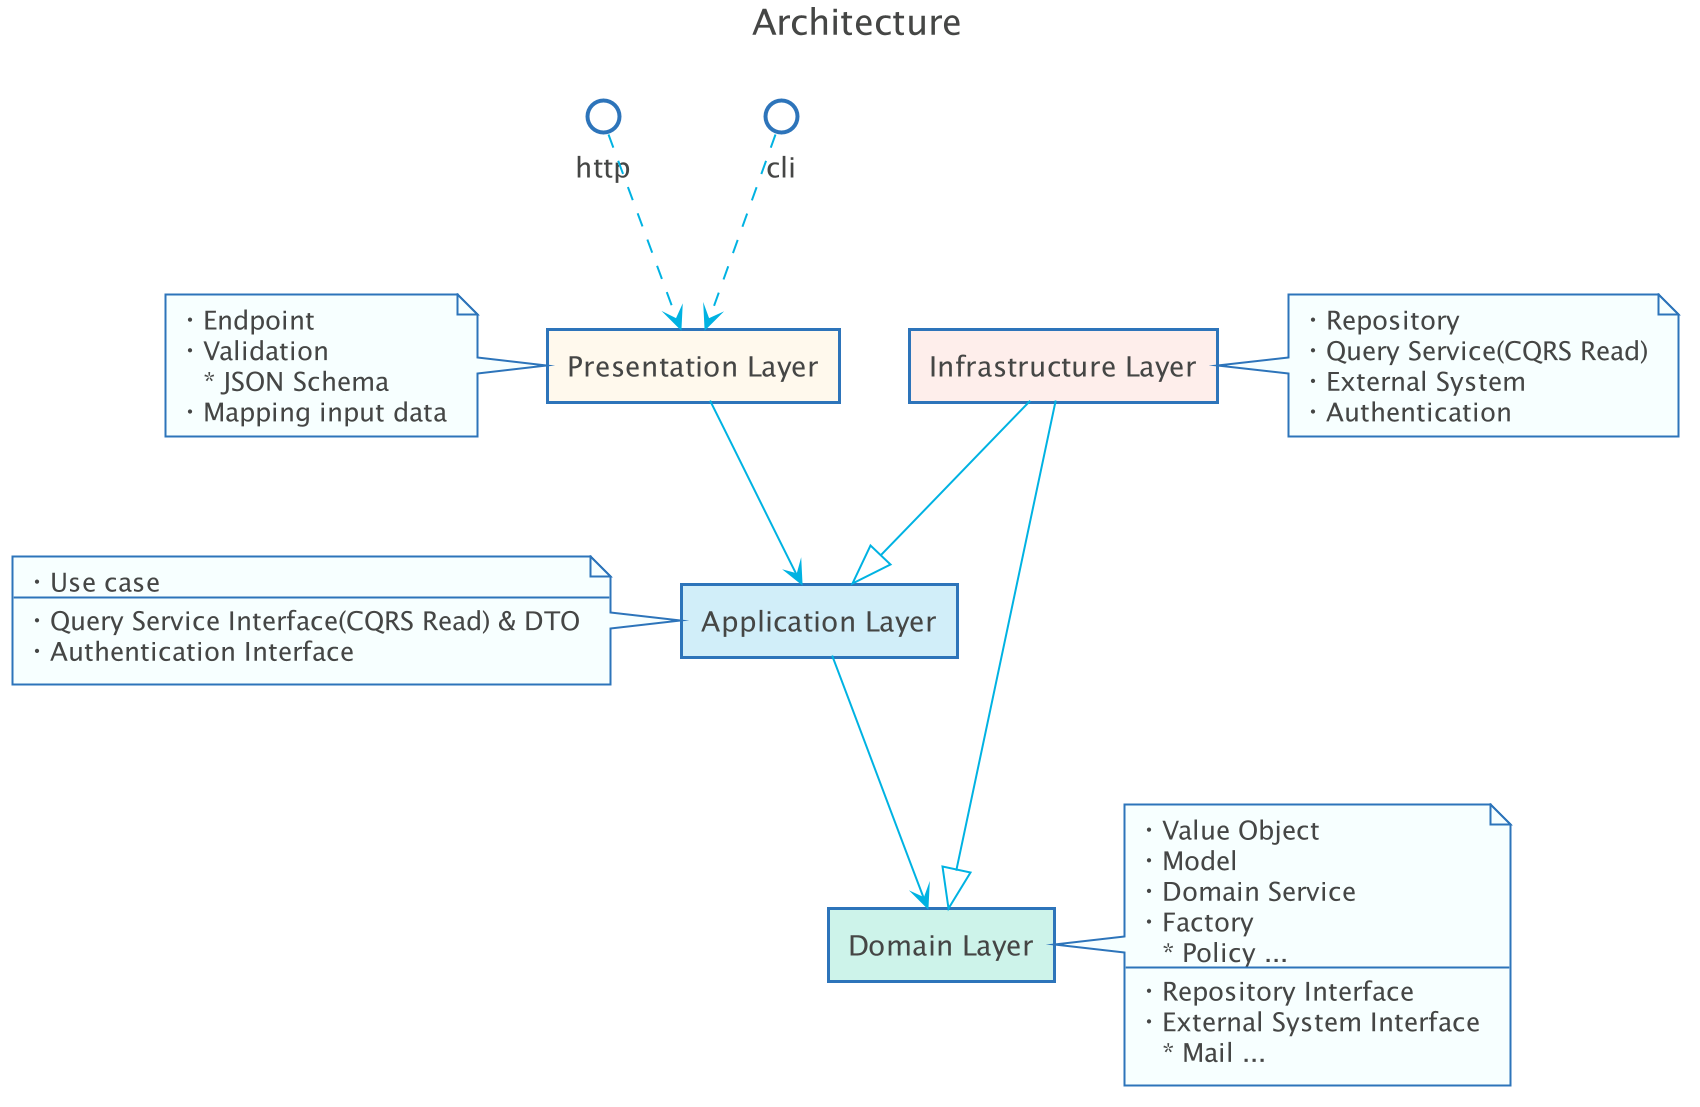 Architecture
http
cli
・Endpoint
・Validation
* JSON Schema
・Mapping input data
Presentation Layer
Infrastructure Layer
・Repository
・Query Service(CQRS Read)
・External System
・Authentication
・Use case
・Query Service Interface(CQRS Read) & DTO
・Authentication Interface
Application Layer
Domain Layer
・Value Object
・Model
・Domain Service
・Factory
* Policy ...
・Repository Interface
・External System Interface
* Mail ...